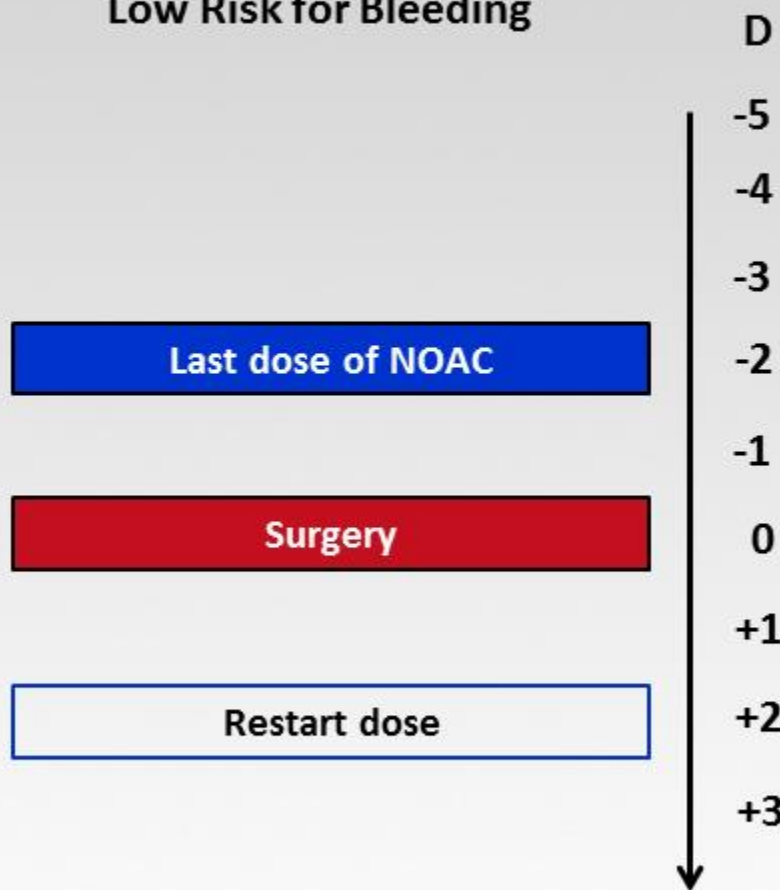 Low Risk for Bleeding
D
-5
-4
-3
Last dose of NOAC
-2
-1
Surgery
0
+1
Restart dose
+2
+3